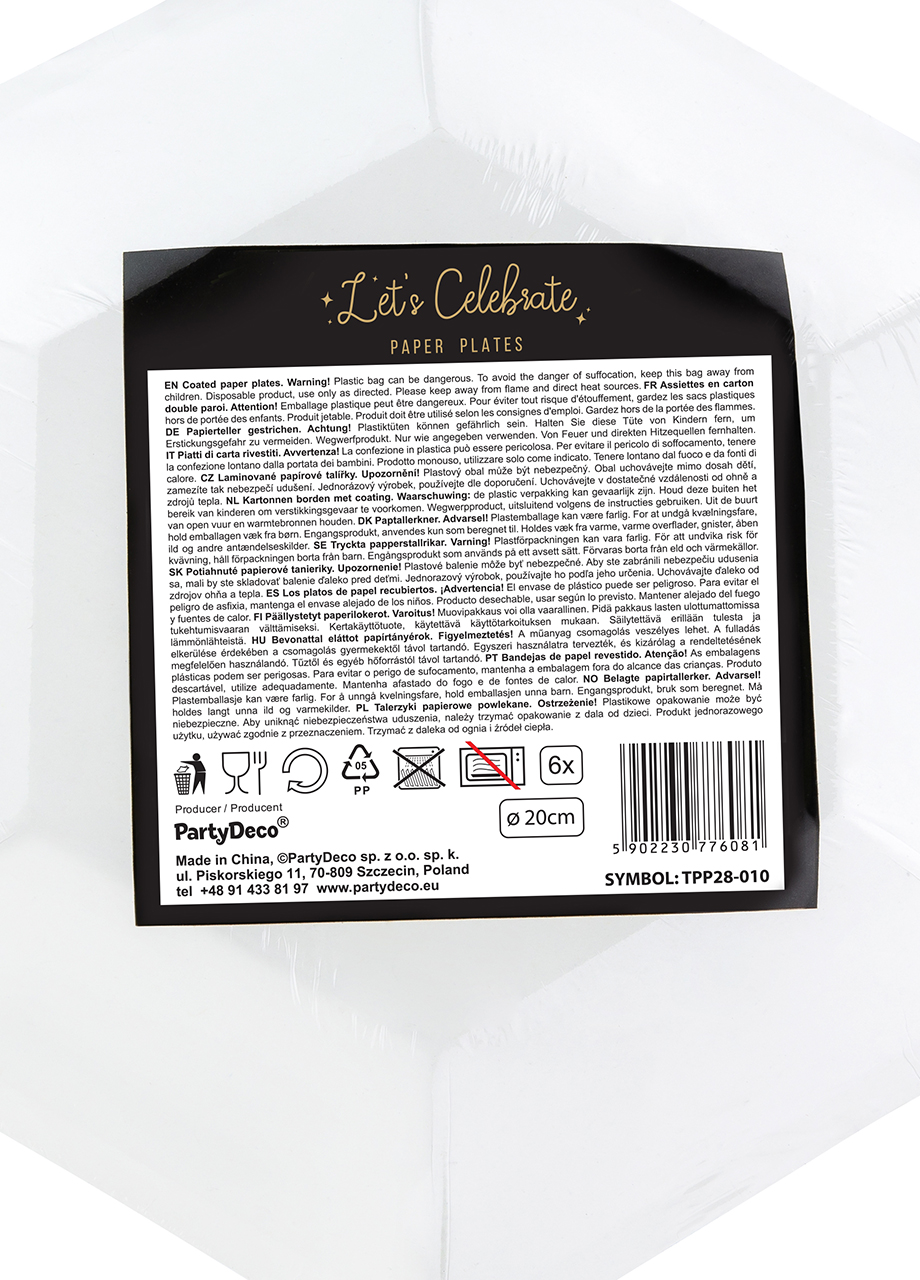 Let's Celebrate
PAPER PLATES
EN Coated paper plates. Warning! Plastic bag can be dangerous. To avoid the danger of suffocation, keep this bag away from
children. Disposable product, use only as directed. Please keep away from flame and direct heat sources. FR Assiettes en carton
double paroi. Attention! Emballage plastique peut être dangereux. Pour éviter tout risque d'étouffement, gardez les sacs plastiques
hors de portée des enfants. Produit jetable. Produit doit être utilisé selon les consignes d'emploi. Gardez hors de la portée des flammes.
DE Papierteller gestrichen. Achtung! Plastiktüten können gefährlich sein. Halten Sie diese Tüte von Kindern fern, um
Erstickungsgefahr zu vermeiden. Wegwerfprodukt. Nur wie angegeben verwenden. Von Feuer und direkten Hitzequellen fernhalten.
IT Piatti di carta rivestiti. Avvertenza! La confezione in plastica può essere pericolosa. Per evitare il pericolo di soffocamento, tenere
la confezione lontano dalla portata dei bambini. Prodotto monouso, utilizzare solo come indicato. Tenere lontano dal fuoco e da fonti di
calore. CZ Laminované papírové talířky. Upozornění! Plastový obal může být nebezpečný. Obal uchovávejte mimo dosah dětí,
zamezíte tak nebezpečí udušení. Jednorázový výrobek, používejte dle doporučení. Uchovávejte v dostatečné vzdálenosti od ohně a
zdrojů tepla. NL Kartonnen borden met coating. Waarschuwing: de plastic verpakking kan gevaarlijk zijn. Houd deze buiten het
bereik van kinderen om verstikkingsgevaar te voorkomen. Wegwerpproduct, uitsluitend volgens de instructies gebruiken. Uit de buurt
van open vuur en warmtebronnen houden. DK Paptallerkner. Advarsel! Plastemballage kan være farlig. For at undgå kvælningsfare,
hold emballagen væk fra børn. Engangsprodukt, anvendes kun som beregnet til. Holdes væk fra varme, varme overflader, gnister, åben
ild og andre antændelseskilder. SE Tryckta papperstallrikar. Varning! Plastförpackningen kan vara farlig. För att undvika risk för
kvävning, håll förpackningen borta från barn. Engångsprodukt som används på ett avsett sätt. Förvaras borta från eld och värmekällor.
SK Potiahnuté papierové tanieriky. Upozornenie! Plastové balenie môže byť nebezpečné. Aby ste zabránili nebezpečiu udusenia
sa, mali by ste skladovať balenie ďaleko pred deťmi. Jednorazový výrobok, používajte ho podľa jeho určenia. Uchovávajte ďaleko od
zdrojov ohňa a tepla. ES Los platos de papel recubiertos. ¡Advertencia! El envase de plástico puede ser peligroso. Para evitar el
peligro de asfixia, mantenga el envase alejado de los niños. Producto desechable, usar según lo previsto. Mantener alejado del fuego
y fuentes de calor. FI Päällystetyt paperilokerot. Varoitus! Muovipakkaus voi olla vaarallinen. Pidä pakkaus lasten ulottumattomissa
tukehtumisvaaran välttämiseksi. Kertakäyttötuote, käytettävä käyttötarkoituksen mukaan. Säilytettävä erillään tulesta ja
lämmönlähteistä. HU Bevonattal eláttot papirtányérok. Figyelmeztetés! A műanyag csomagolás veszélyes lehet. A fulladás
elkerülése érdekében a csomagolás gyermekektől távol tartandó. Egyszeri használatra tervezték, és kizárólag a rendeltetésének
megfelelően használandó. Tűztől és egyéb hőforrástól távol tartandó. PT Bandejas de papel revestido. Atenção! As embalagens
plásticas podem ser perigosas. Para evitar o perigo de sufocamento, mantenha a embalagem fora do alcance das crianças. Produto
descartável, utilize adequadamente. Mantenha afastado do fogo e de fontes de calor. NO Belagte papirtallerker. Advarsel!
Plastemballasje kan være farlig. For å unngå kvelningsfare, hold emballasjen unna barn. Engangsprodukt, bruk som beregnet. Må
holdes langt unna ild og varmekilder. PL Talerzyki papierowe powlekane. Ostrzeżenie! Plastikowe opakowanie może być
niebezpieczne. Aby uniknąć niebezpieczeństwa uduszenia, należy trzymać opakowanie z dala od dzieci. Produkt jednorazowego
użytku, używać zgodnie z przeznaczeniem. Trzymać z daleka od ognia i źródeł ciepła.
05
PP
6x
ø 20cm
Producer / Producent
PartyDeco®
Made in China, ©PartyDeco sp. z o.o. sp. k.
ul. Piskorskiego 11, 70-809 Szczecin, Poland
tel +48 91 433 81 97 www.partydeco.eu
5 902230 776081
SYMBOL: TPP28-010